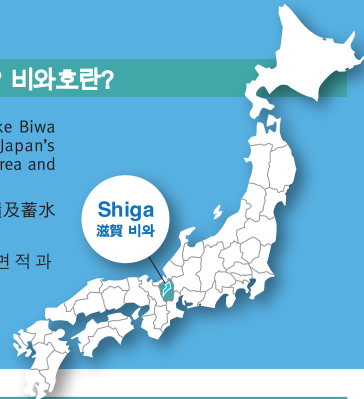 ? 비와호란?
ke Biwa
Japan's
rea and
及蓄水
면적과
Shiga
滋賀 비와